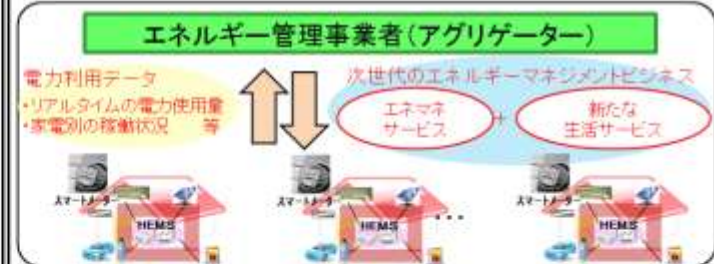 エネルギー管理事業者(アグリゲーター)
電力利用データ
・リアルタイムの電力使用量
・家電別の稼働状況　等
次世代のエネルギーマネジメントビジネス
エネマネ
サービス
+
新たな
生活サービス
スマートメーター
HEMS
スマートメーター
HEMS
・・・
スマートメーター
HEMS